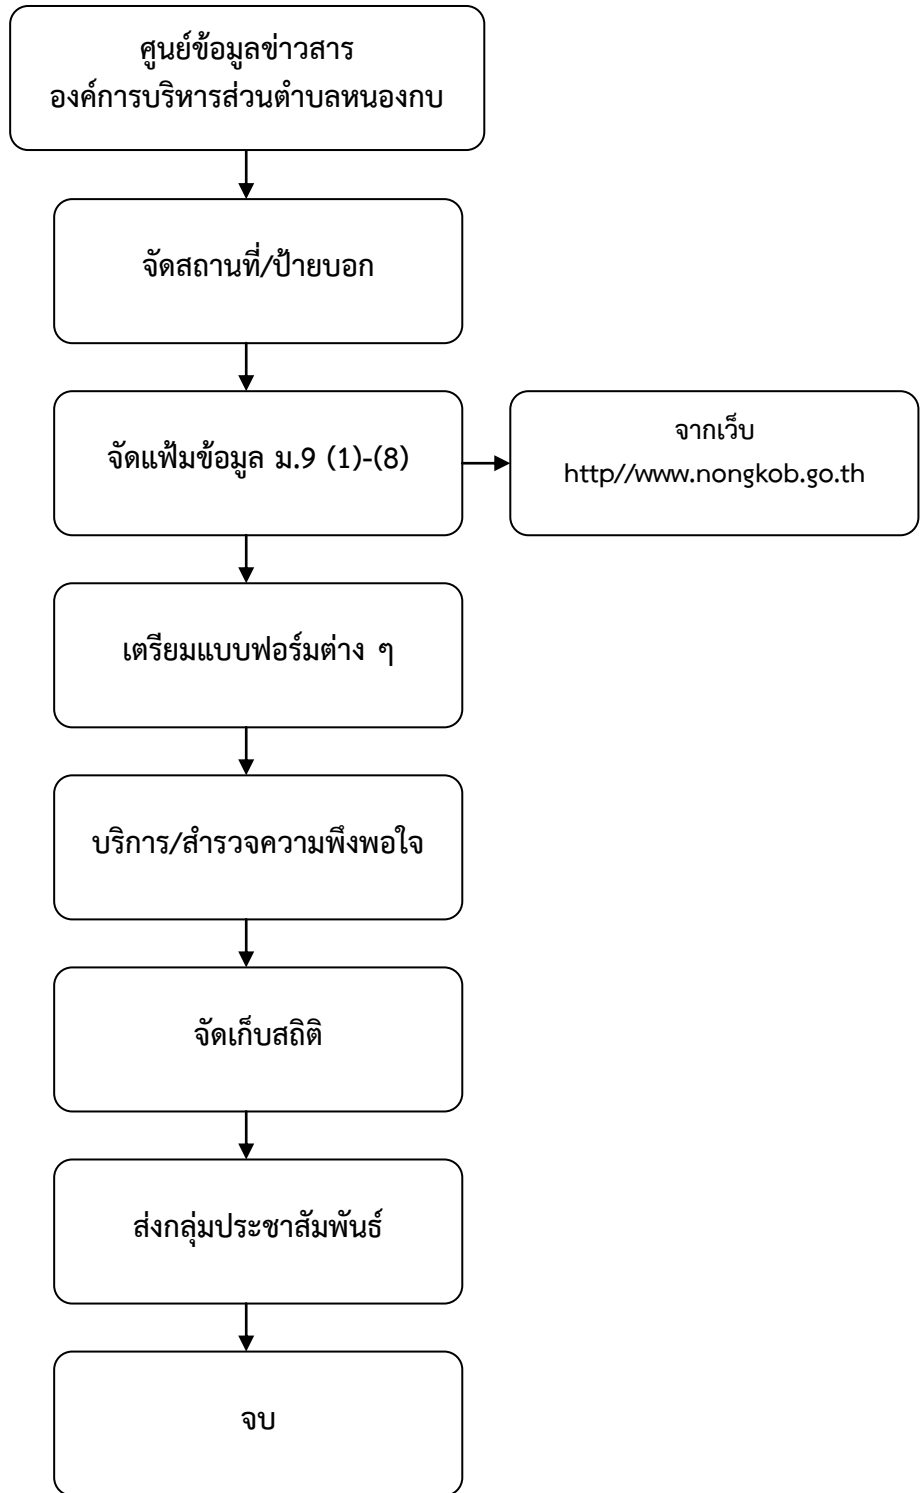 ศูนย์ข้อมูลข่าวสาร
องค์การบริหารส่วนตำบลหนองกบ
จัดสถานที่/ป้ายบอก
จัดแฟ้มข้อมูล ม.9 (1)-(8)
จากเว็บ
http//www.nongkob.go.th
เตรียมแบบฟอร์มต่าง ๆ
บริการ/สำรวจความพึงพอใจ
จัดเก็บสถิติ
ส่งกลุ่มประชาสัมพันธ์
จบ